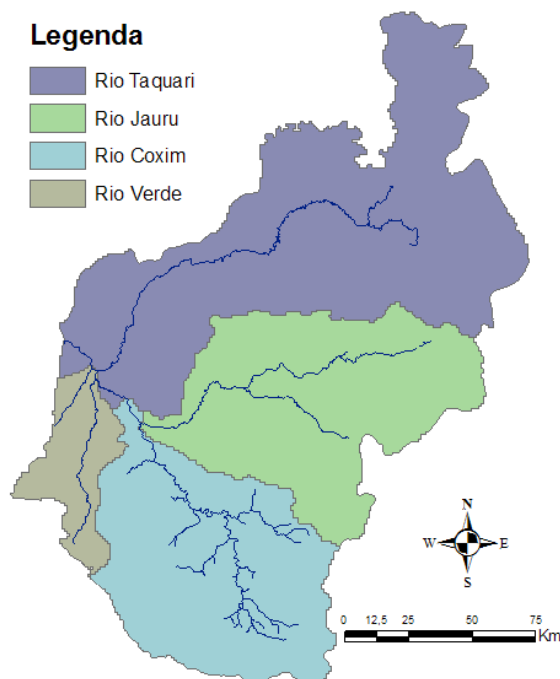 Legenda
Rio Taquari
Rio Jauru
Rio Coxim
Rio Verde
N
W E
S
0 12,5 25 50 75
Km